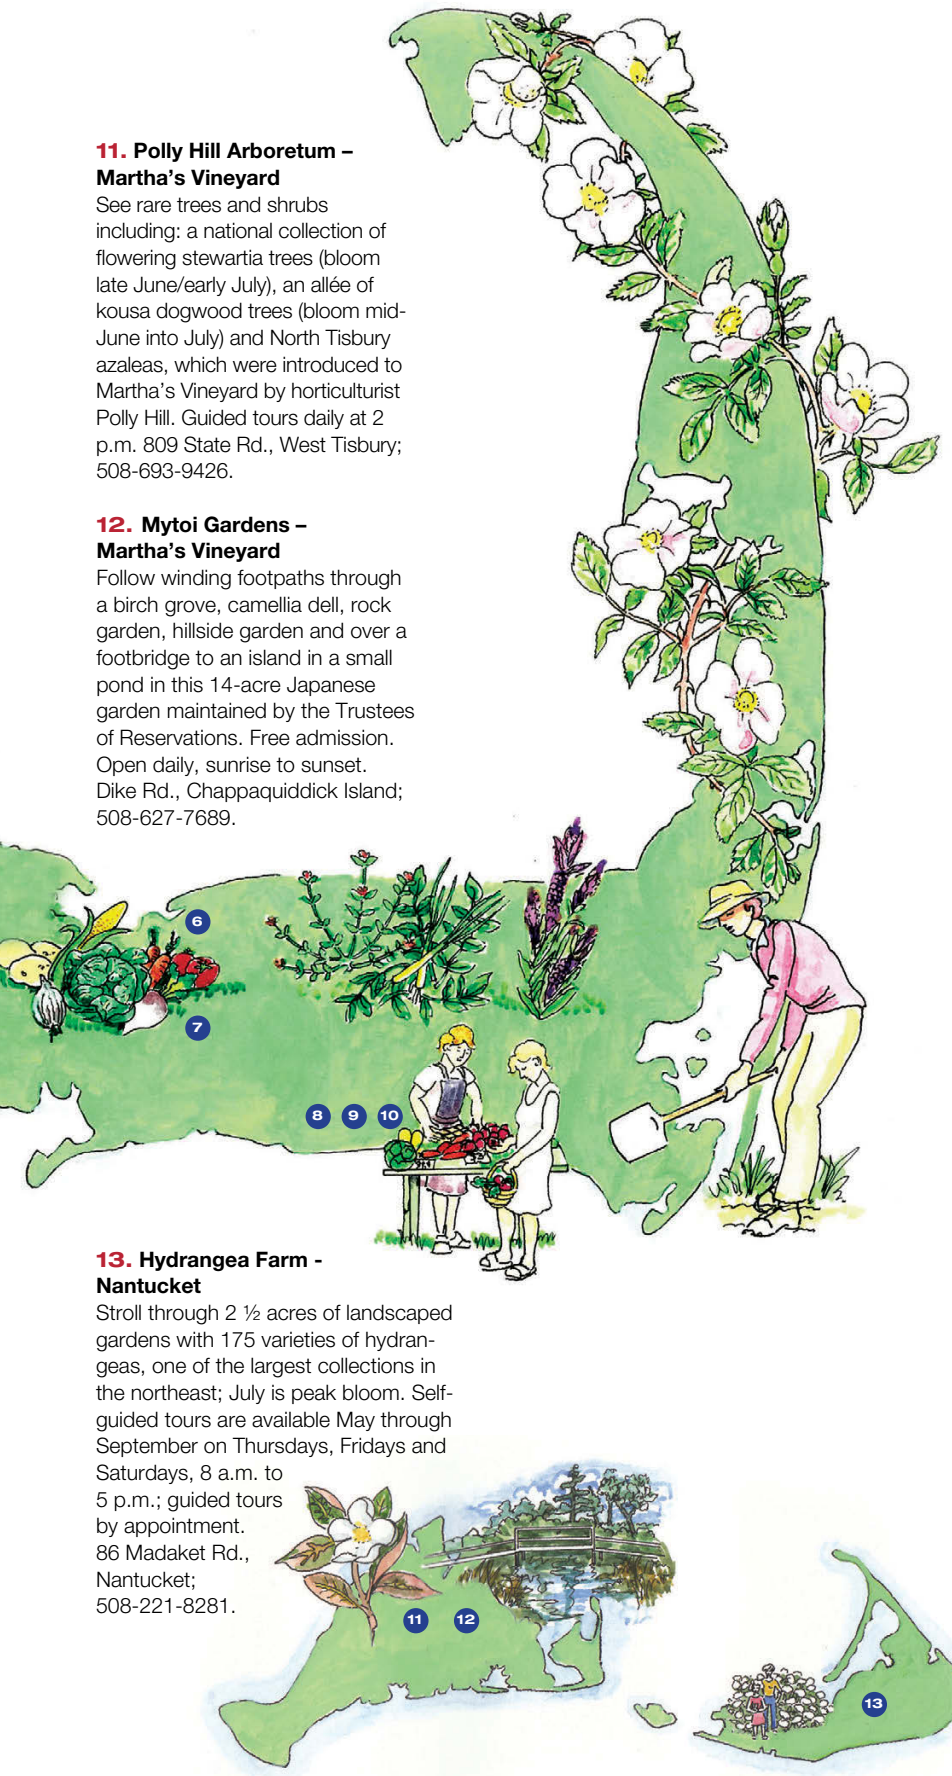 11. Polly Hill Arboretum –
Martha’s Vineyard
See rare trees and shrubs
including: a national collection of
flowering stewartia trees (bloom
late June/early July), an allée of
kousa dogwood trees (bloom mid-
June into July) and North Tisbury
azaleas, which were introduced to
Martha’s Vineyard by horticulturist
Polly Hill. Guided tours daily at 2
p.m. 809 State Rd., West Tisbury;
508-693-9426.
12. Mytoi Gardens –
Martha’s Vineyard
Follow winding footpaths through
a birch grove, camellia dell, rock
garden, hillside garden and over a
footbridge to an island in a small
pond in this 14-acre Japanese
garden maintained by the Trustees
of Reservations. Free admission.
Open daily, sunrise to sunset.
Dike Rd., Chappaquiddick Island;
508-627-7689.
6
7
8 9 10
13. Hydrangea Farm -
Nantucket
Stroll through 2 ½ acres of landscaped
gardens with 175 varieties of hydran-
geas, one of the largest collections in
the northeast; July is peak bloom. Self-
guided tours are available May through
September on Thursdays, Fridays and
Saturdays, 8 a.m. to
5 p.m.; guided tours
by appointment.
86 Madaket Rd.,
Nantucket;
508-221-8281.
11 12
13